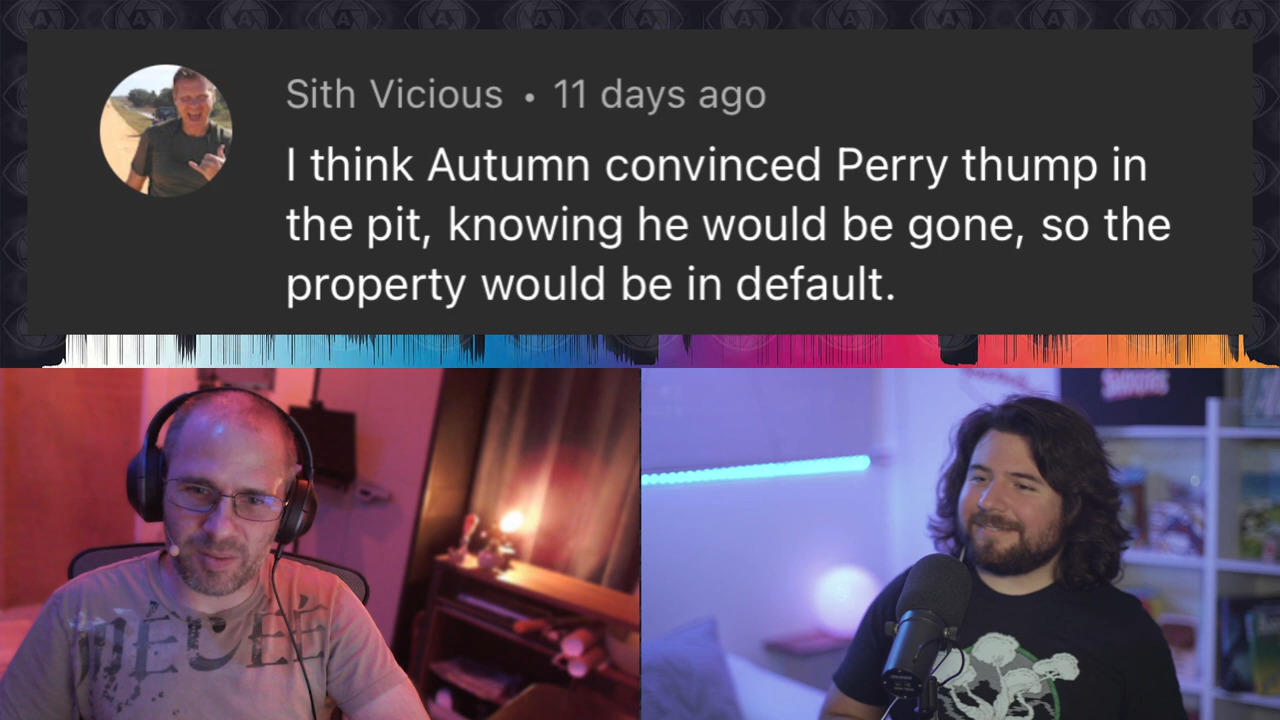 Sith Vicious • 11 days ago
I think Autumn convinced Perry thump in
the pit, knowing he would be gone, so the
property would be in default.